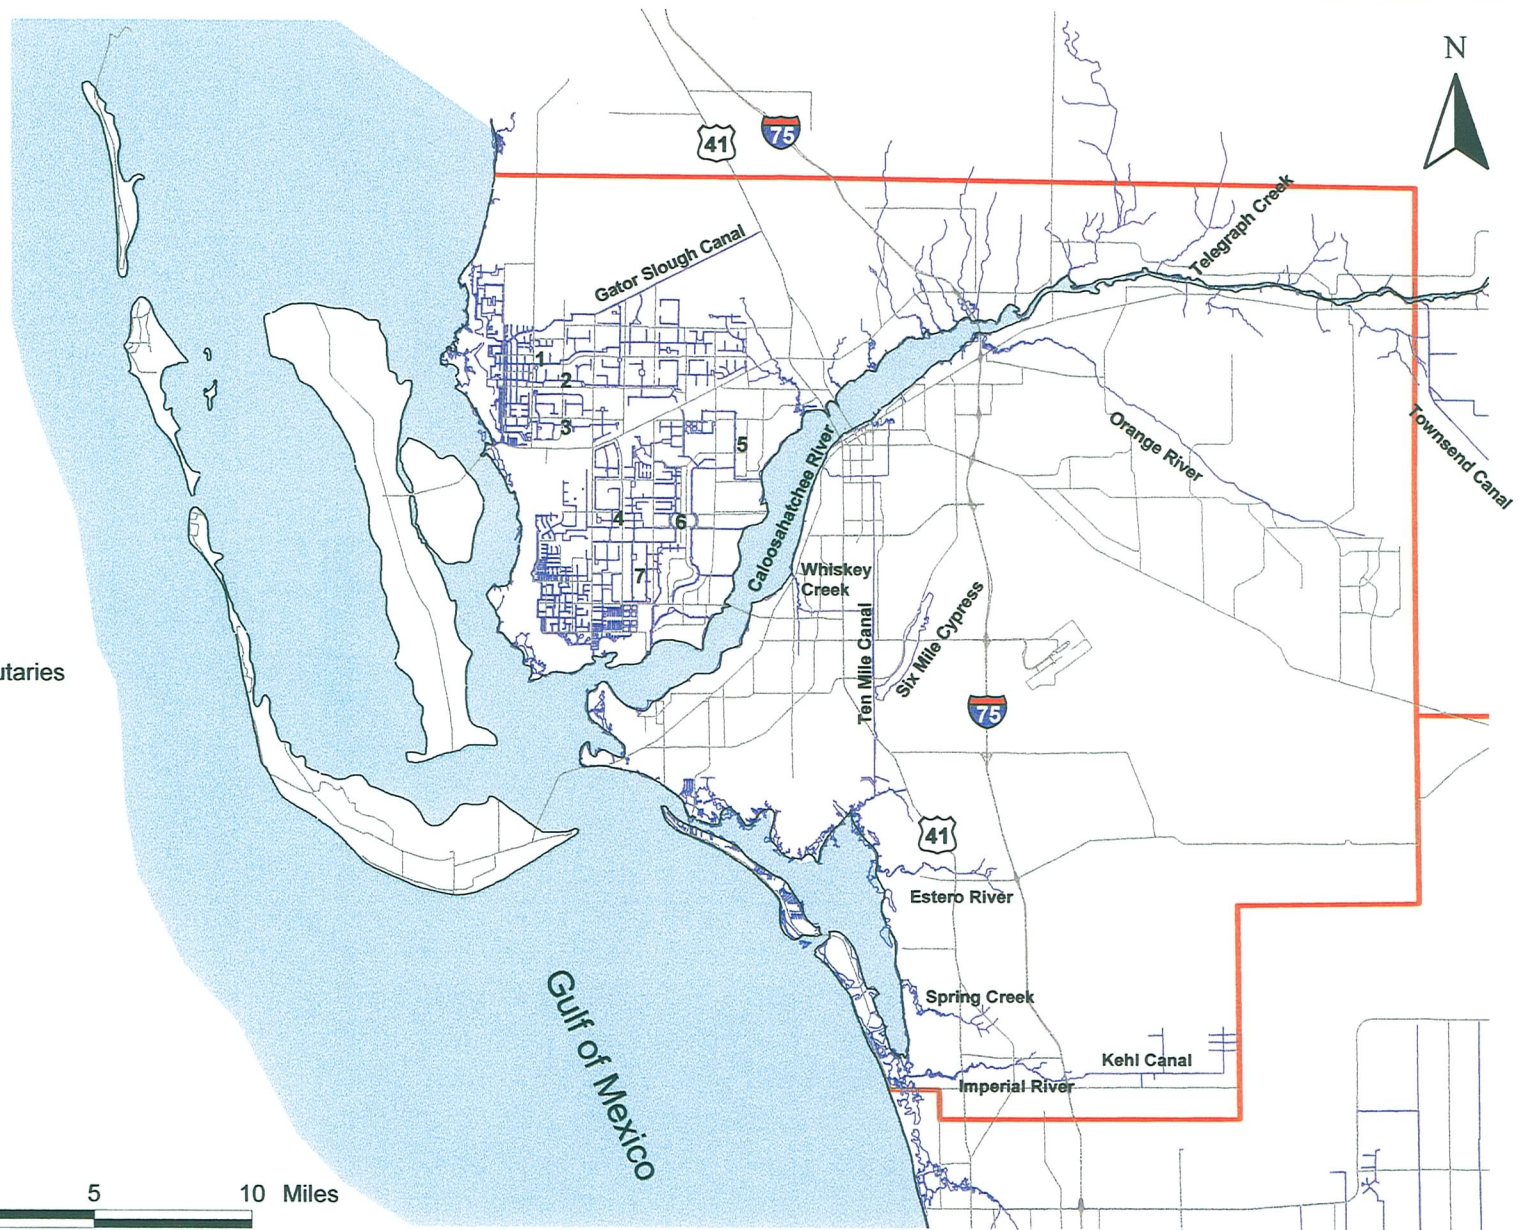 N
41
75
Telegraph Creek
Gator Slough Canal
1
2
3
5
Orange River
Townsend Canal
Caloosahatchee River
4
6
7
Whiskey
Creek
Ten Mile Canal
Six Mile Cypress
utaries
75
41
Estero River
Gulf of Mexico
Spring Creek
Kehl Canal
Imperial River
5 10 Miles